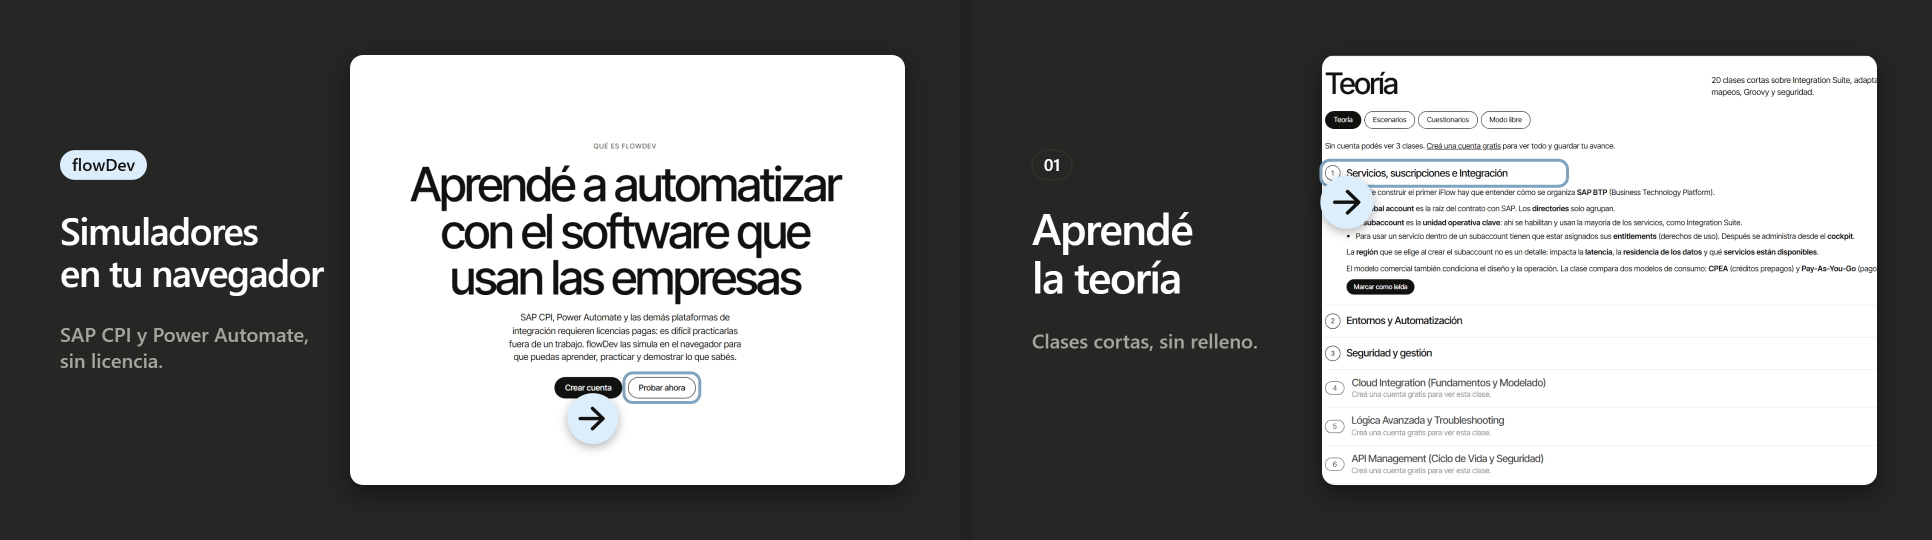 flowDev
Simuladores
en tu navegador
SAP CPI y Power Automate,
sin licencia.
QUÉ ES FLOWDEV
Aprendé a automatizar
con el software que
usan las empresas
SAP CPI, Power Automate y las demás plataformas de
integración requieren licencias pagas: es difícil practicarlas
fuera de un trabajo. flowDev las simula en el navegador para
que puedas aprender, practicar y demostrar lo que sabés.
Crear cuenta
Probar ahora
01
Aprendé
la teoría
Clases cortas, sin relleno.
Teoría
20 clases cortas sobre Integration Suite, adapta
mapeos, Groovy y seguridad.
Teoría
Escenarios
Cuestionarios
Modo libre
Sin cuenta podés ver 3 clases. Creá una cuenta gratis para ver todo y guardar tu avance.
1 Servicios, suscripciones e Integración
construir el primer iFlow hay que entender cómo se organiza SAP BTP (Business Technology Platform).
account es la raíz del contrato con SAP. Los directories solo agrupan.
subaccount es la unidad operativa clave: ahí se habilitan y usan la mayoría de los servicios, como Integration Suite.
• Para usar un servicio dentro de un subaccount tienen que estar asignados sus entitlements (derechos de uso). Después se administra desde el cockpit.
La región que se elige al crear el subaccount no es un detalle: impacta la latencia, la residencia de los datos y qué servicios están disponibles.
El modelo comercial también condiciona el diseño y la operación. La clase compara dos modelos de consumo: CPEA (créditos prepagos) y Pay-As-You-Go (pago
Marcar como leída
2 Entornos y Automatización
3 Seguridad y gestión
4 Cloud Integration (Fundamentos y Modelado)
Creá una cuenta gratis para ver esta clase.
5 Lógica Avanzada y Troubleshooting
Creá una cuenta gratis para ver esta clase.
6 API Management (Ciclo de Vida y Seguridad)
Creá una cuenta gratis para ver esta clase.